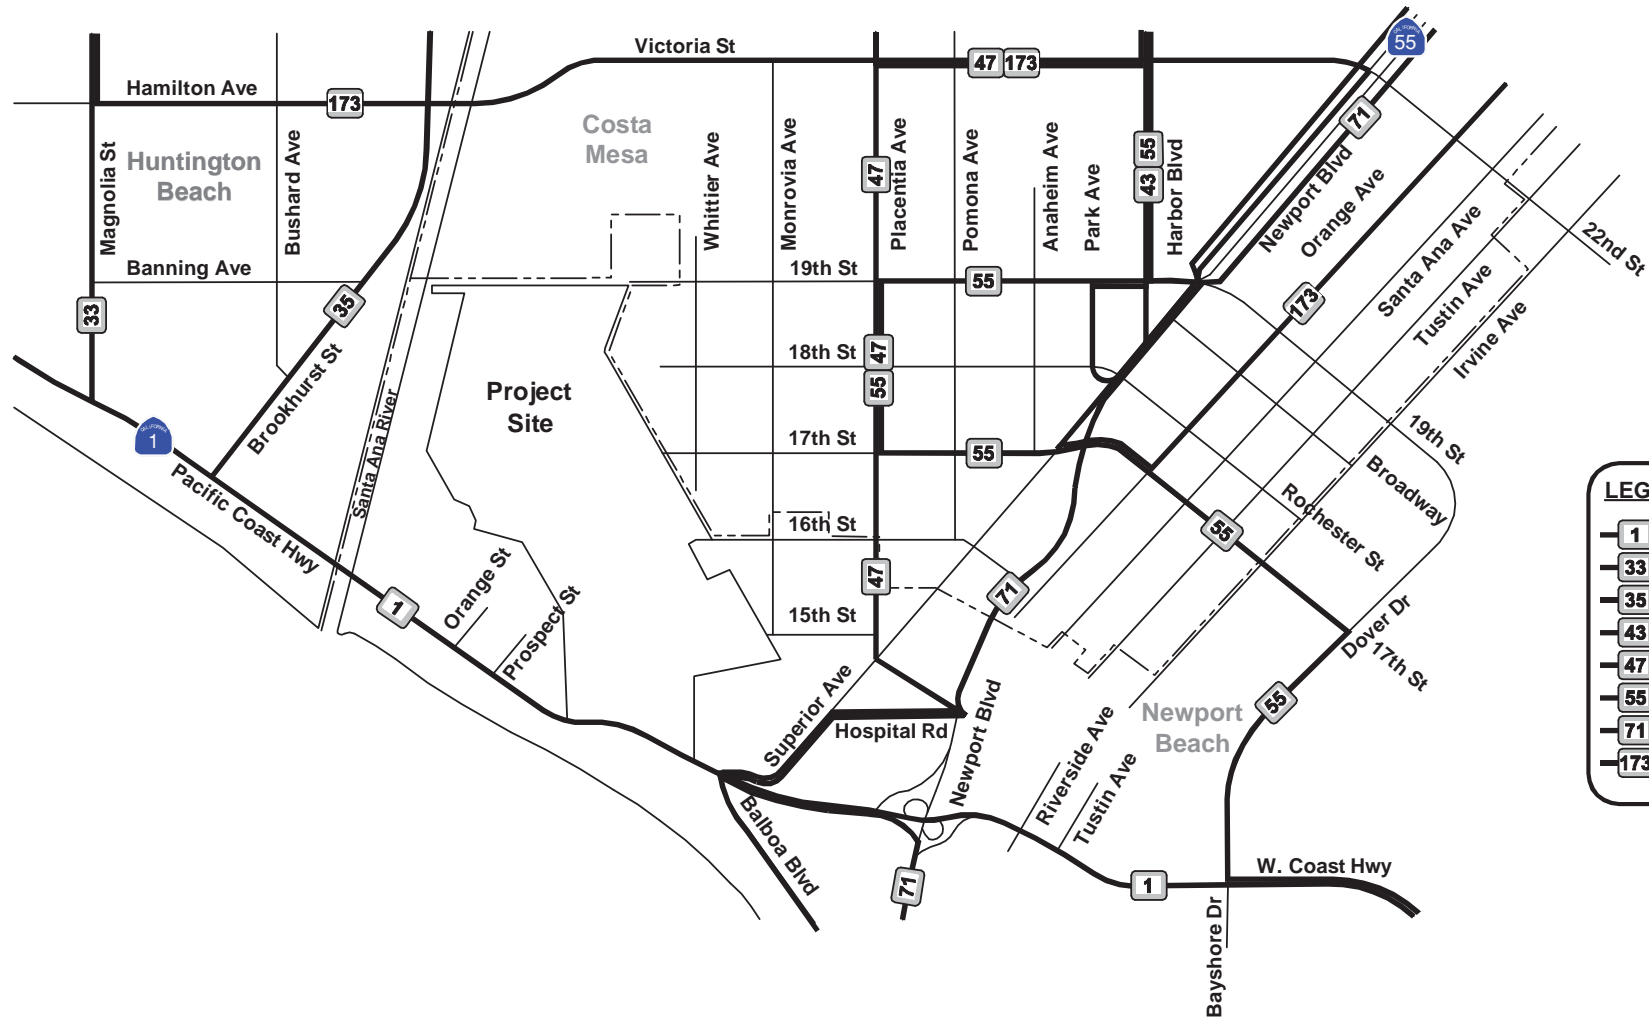 CALIFORNIA
55
Victoria St
47
173
Hamilton Ave
173
71
Costa
Mesa
Huntington
Beach
Magnolia St
Bushard Ave
Whittier Ave
Monrovia Ave
47
Placentia Ave
Pomona Ave
Anaheim Ave
Park Ave
55
43
Harbor Blvd
Newport Blvd
Orange Ave
Santa Ana Ave
Tustin Ave
Irvine Ave
22nd St
Banning Ave
19th St
55
33
35
173
18th St
47
55
Project
Site
Brookhurst St
Santa Ana River
CALIFORNIA
1
17th St
55
19th St
Broadway
Rochester St
Pacific Coast Hwy
16th St
55
LEG
1
33
35
43
47
55
71
173
47
71
1
Orange St
Prospect St
15th St
Dover Dr
17th St
Superior Ave
Hospital Rd
Newport Blvd
Riverside Ave
Tustin Ave
Newport
Beach
55
Balboa Blvd
71
1
W. Coast Hwy
Bayshore Dr